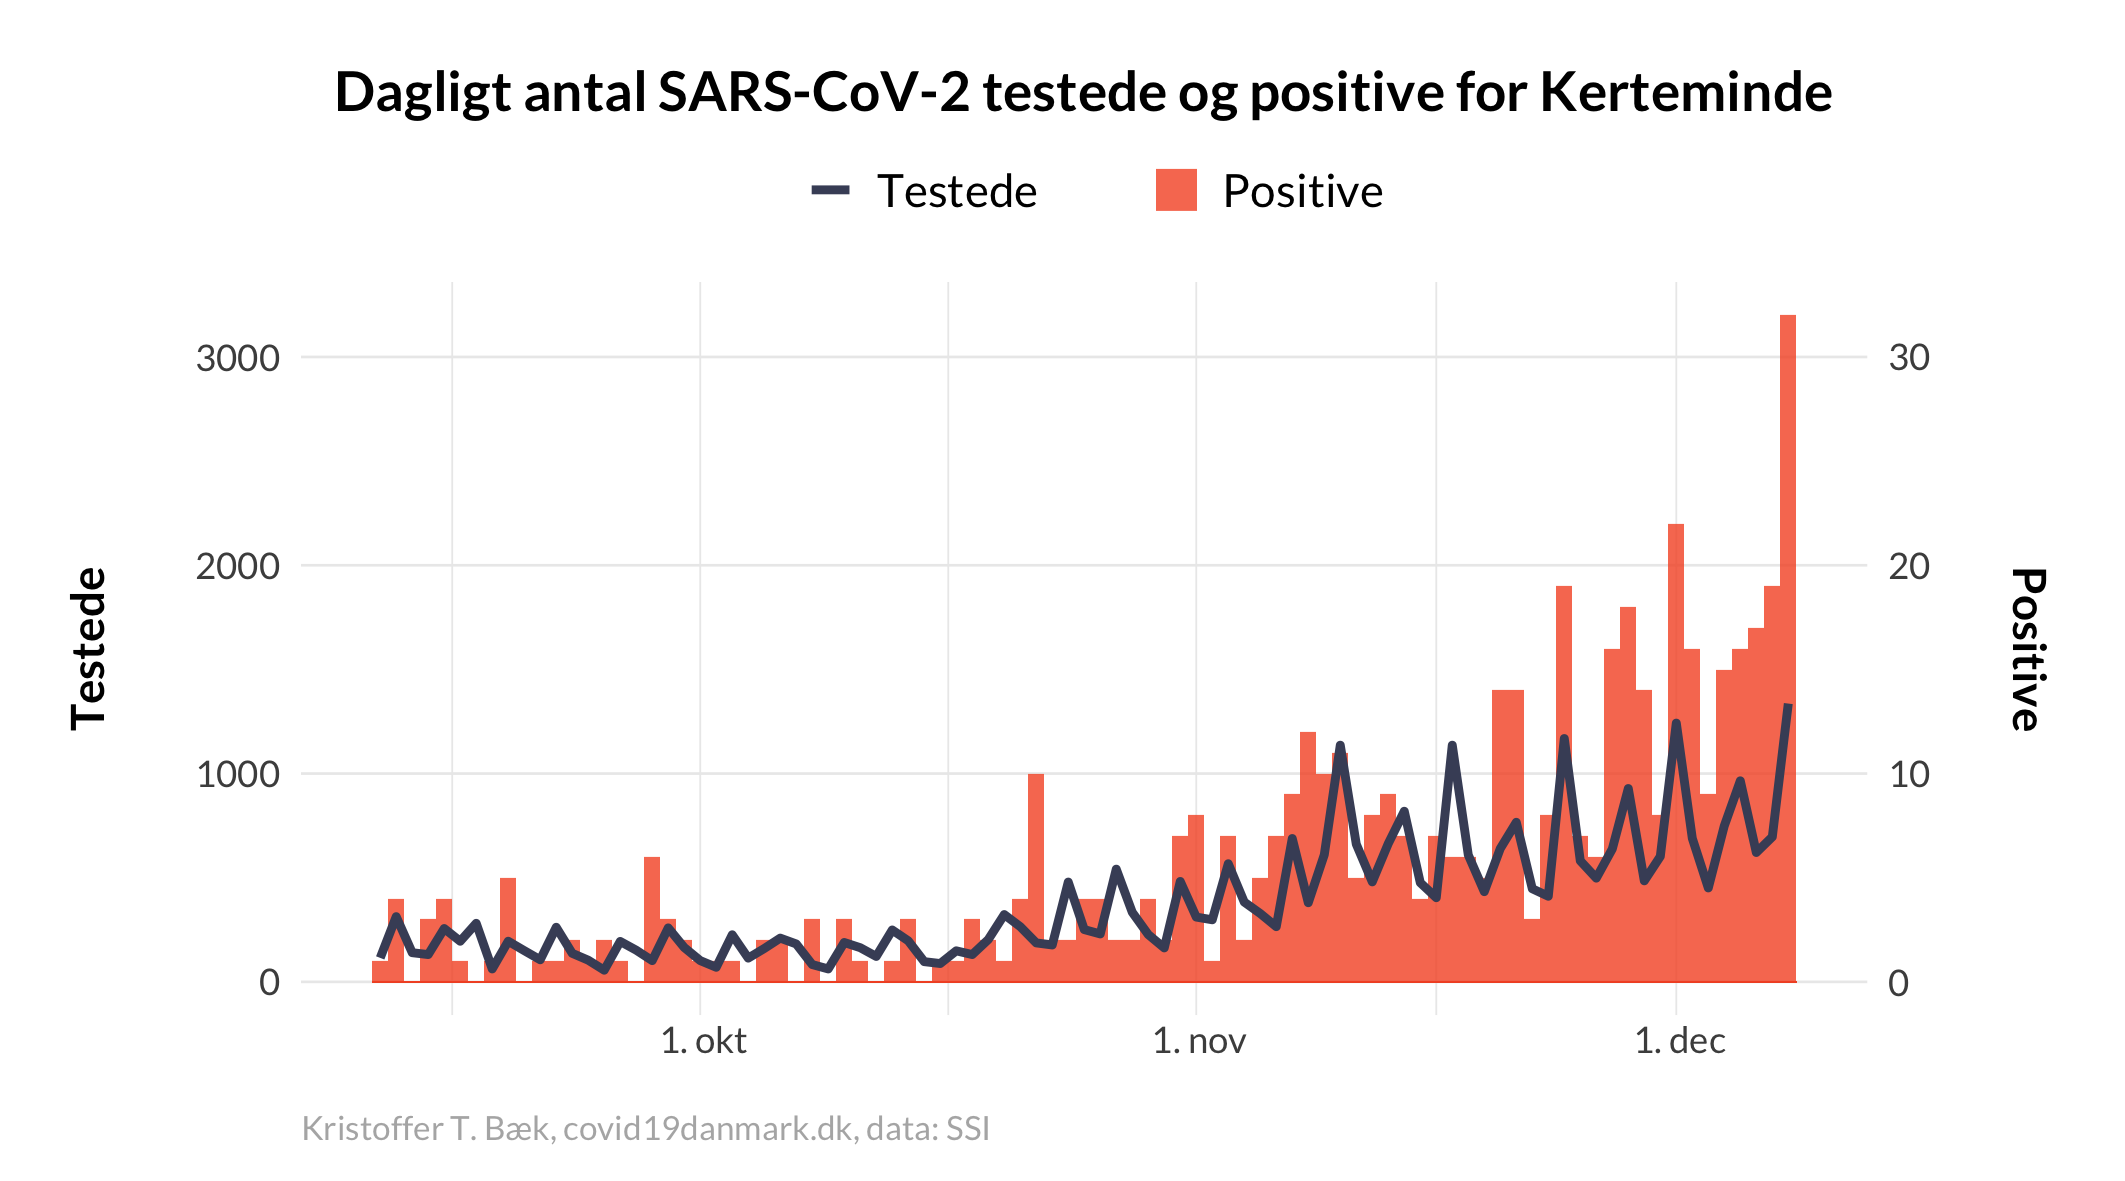 Dagligt antal SARS-CoV-2 testede og positive for Kerteminde
Testede
Positive
Testede
3000
2000
1000
0
30
20
10
0
Positive
1. okt
1. nov
1. dec
Kristoffer T. Bæk, covid19danmark.dk, data: SSI